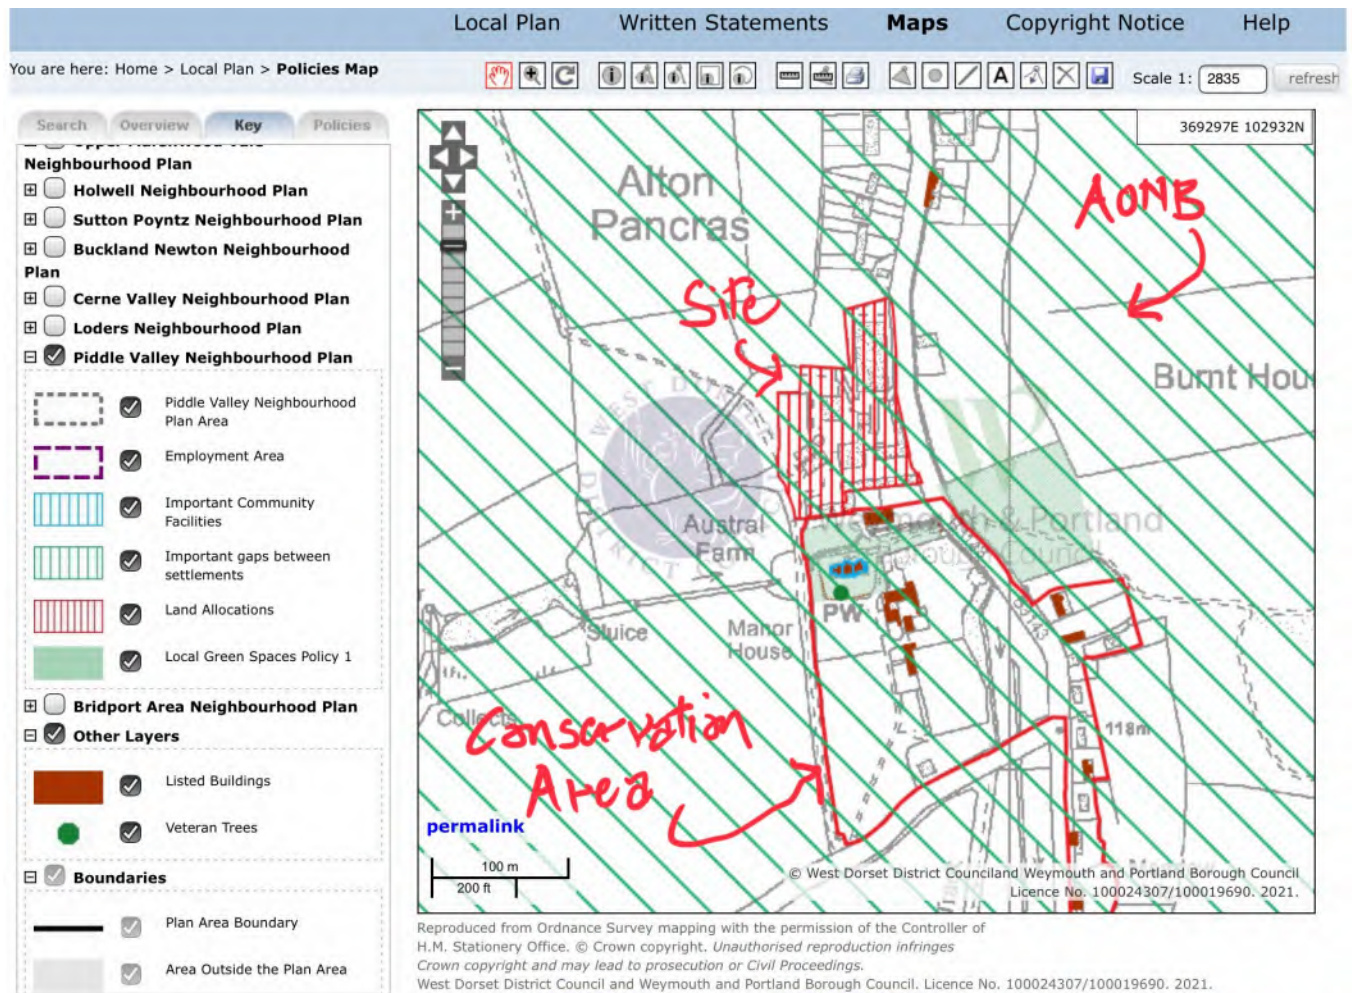 Local Plan Written Statements Maps Copyright Notice Help
You are here: Home > Local Plan > Policies Map
A
Scale 1: 2835 refresh
Search Overview Key Policies
Neighbourhood Plan
Holwell Neighbourhood Plan
Sutton Poyntz Neighbourhood Plan
Buckland Newton Neighbourhood
Plan
Cerne Valley Neighbourhood Plan
Loders Neighbourhood Plan
Piddle Valley Neighbourhood Plan
Piddle Valley Neighbourhood
Plan Area
Employment Area
Important Community
Facilities
Important gaps between
settlements
Land Allocations
Local Green Spaces Policy 1
Bridport Area Neighbourhood Plan
Other Layers
Listed Buildings
Veteran Trees
Boundaries
Plan Area Boundary
Area Outside the Plan Area
369297E 102932N
Alton
Pancras
AONB
Site
Burnt Hou
WEST DISTRICT
Weymouth & Portland
Borough Council
Austral
Farm
PW
Sluice
Manor
House
B3143
Collects
118m
Conservation
Area
permalink
100 m
200 ft
© West Dorset District Counciland Weymouth and Portland Borough Council
Licence No. 100024307/100019690. 2021.
Reproduced from Ordnance Survey mapping with the permission of the Controller of
H.M. Stationery Office. © Crown copyright. Unauthorised reproduction infringes
Crown copyright and may lead to prosecution or Civil Proceedings.
West Dorset District Council and Weymouth and Portland Borough Council. Licence No. 100024307/100019690. 2021.